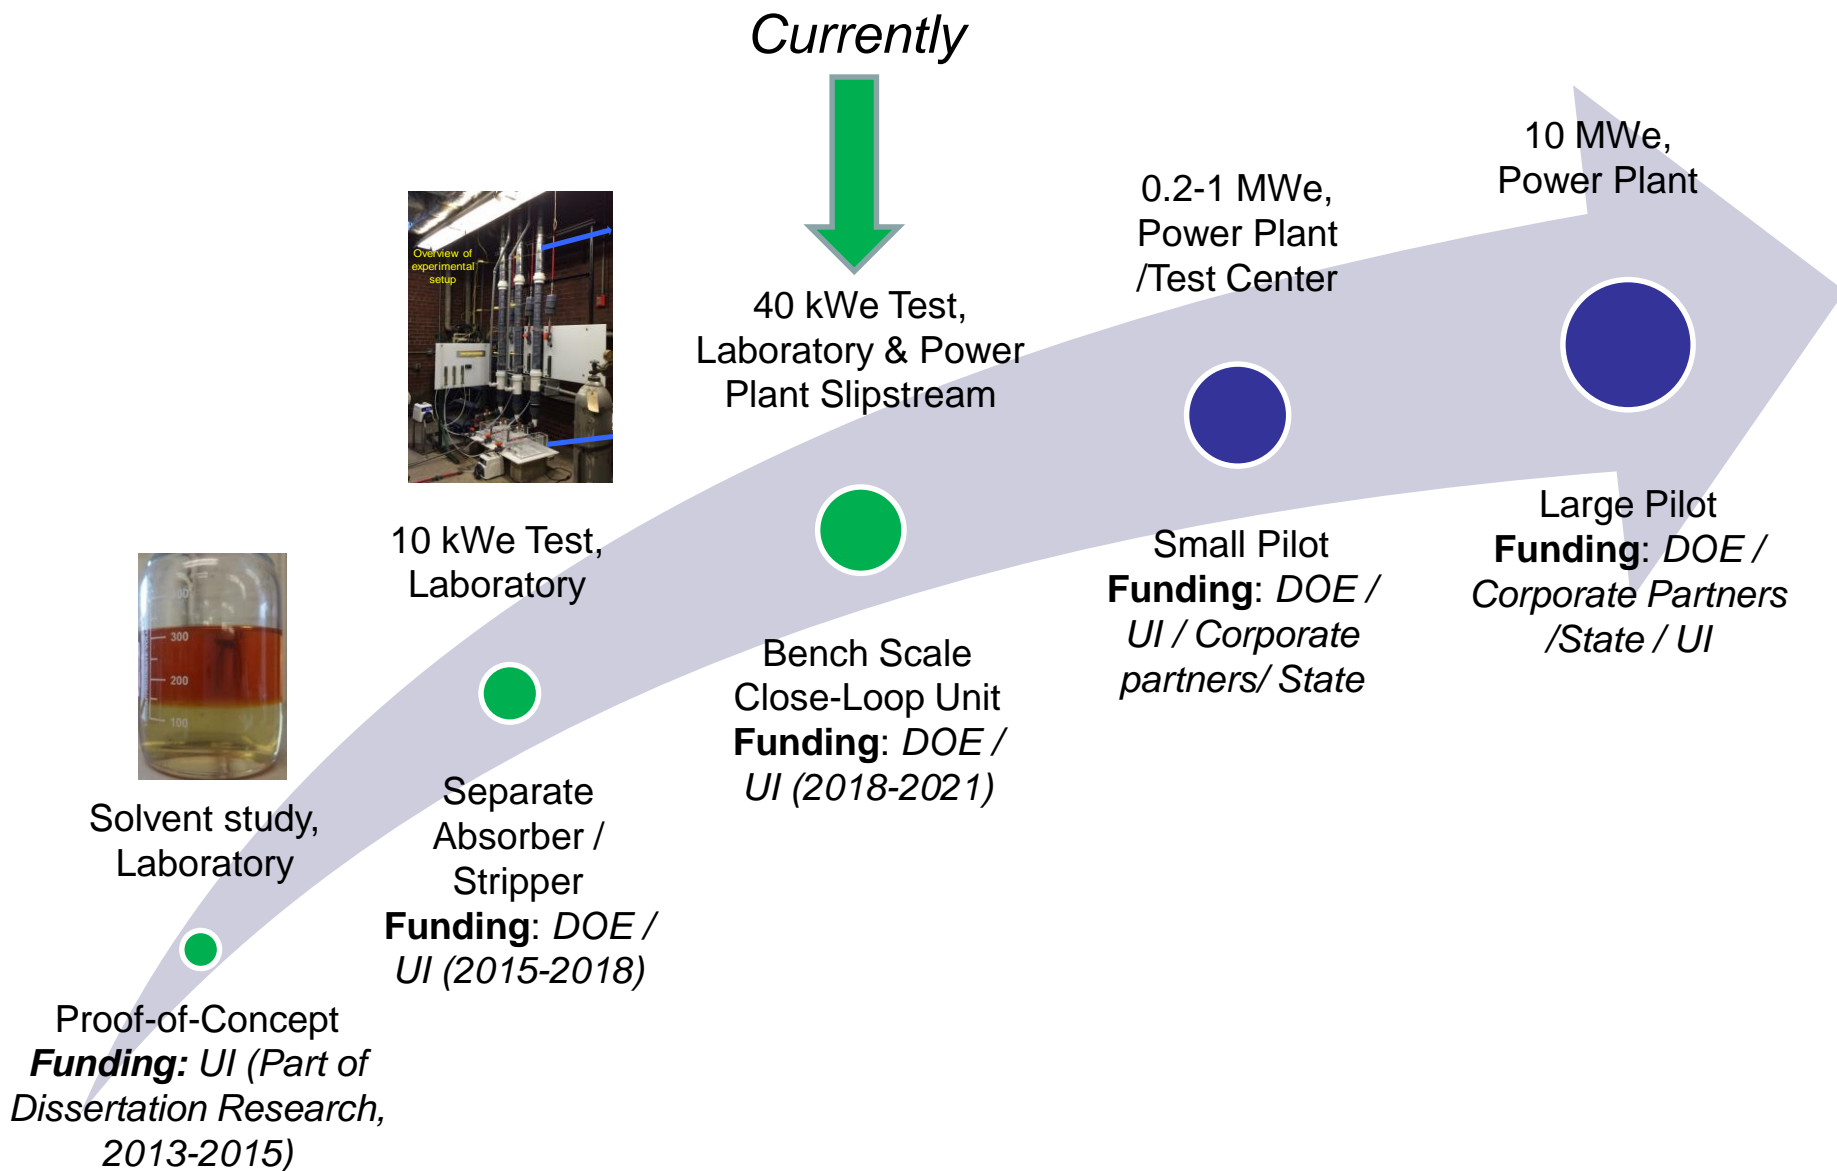 Currently
Overview of
experimental
setup
300
200
100
Solvent study,
Laboratory
Proof-of-Concept
Funding: UI (Part of
Dissertation Research,
2013-2015)
10 kWe Test,
Laboratory
Separate
Absorber /
Stripper
Funding: DOE /
UI (2015-2018)
40 kWe Test,
Laboratory & Power
Plant Slipstream
Bench Scale
Close-Loop Unit
Funding: DOE /
UI (2018-2021)
0.2-1 MWe,
Power Plant
/Test Center
Small Pilot
Funding: DOE /
UI / Corporate
partners/ State
10 MWe,
Power Plant
Large Pilot
Funding: DOE /
Corporate Partners
/State / UI